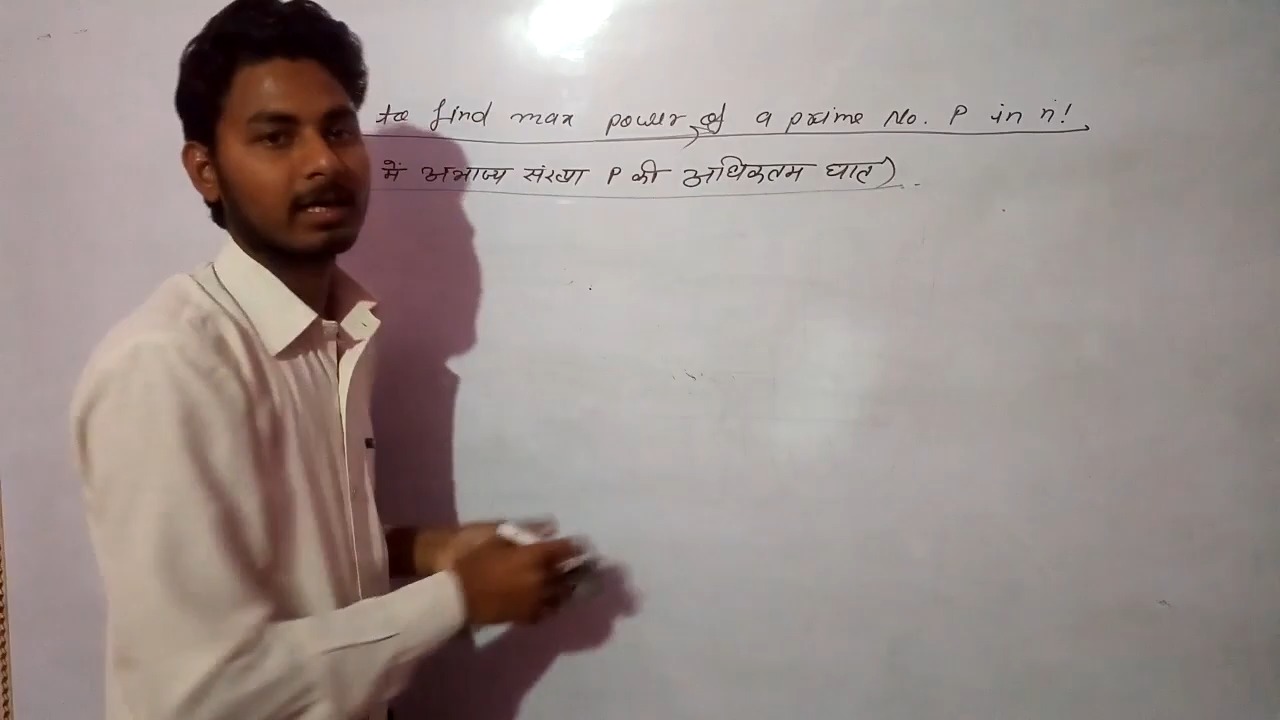 to find max power of a prime No. P in n!
में अभाज्य संख्या P की अधिकतम घात)